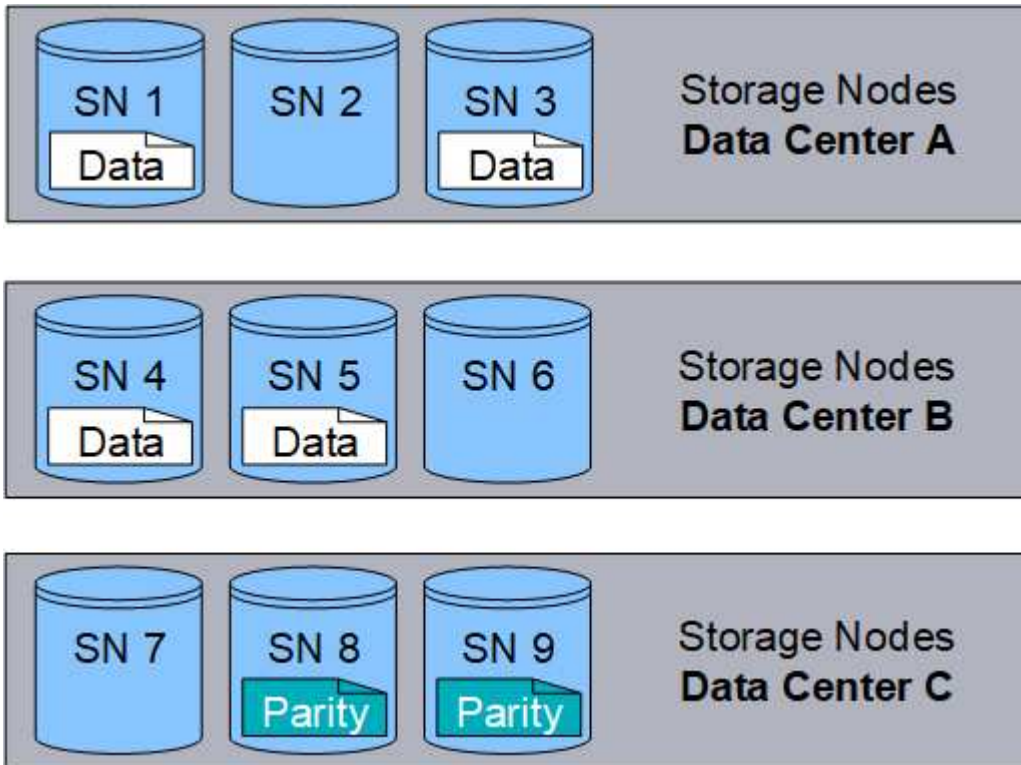 SN 1
SN 2
SN 3
Data
Data
Storage Nodes
Data Center A
SN 4
SN 5
SN 6
Data
Data
Storage Nodes
Data Center B
SN 7
SN 8
SN 9
Parity
Parity
Storage Nodes
Data Center C